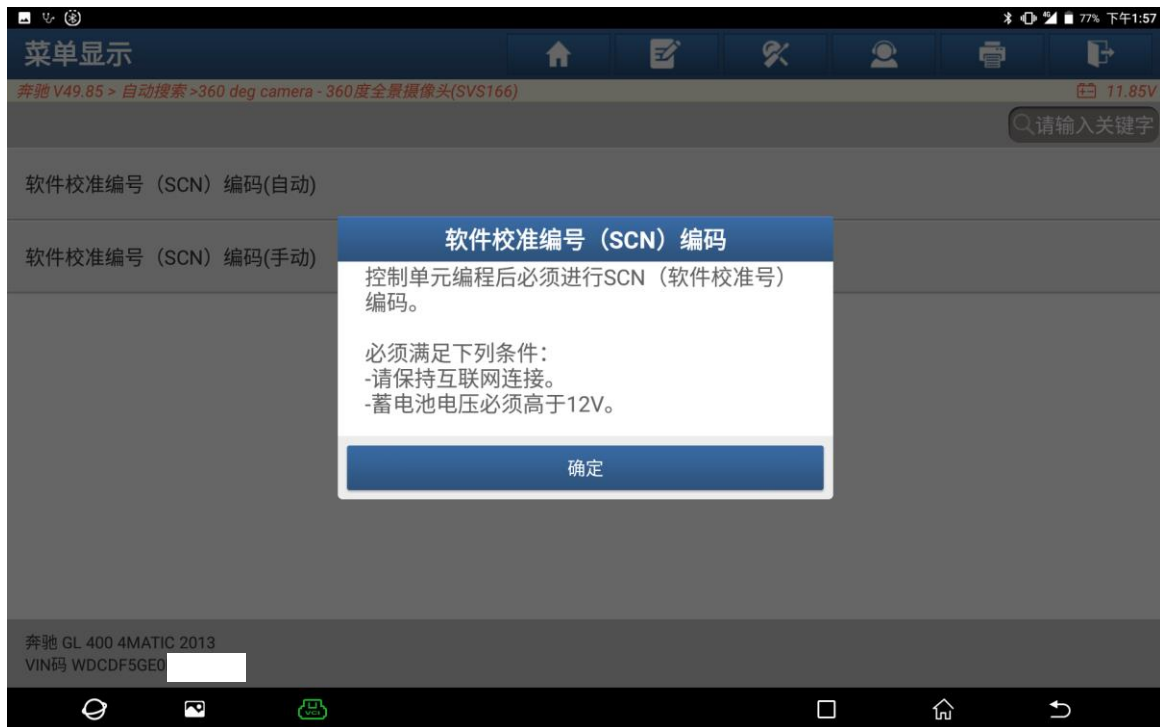 4G 77% 下午1:57
菜单显示
奔驰 V49.85 > 自动搜索 >360 deg camera - 360度全景摄像头(SVS166)
11.85V
请输入关键字
软件校准编号（SCN）编码(自动)
软件校准编号（SCN）编码(手动)
软件校准编号（SCN）编码
控制单元编程后必须进行SCN（软件校准号）
编码。
必须满足下列条件：
-请保持互联网连接。
-蓄电池电压必须高于12V。
确定
奔驰 GL 400 4MATIC 2013
VIN码 WDCDF5GE0
VCI